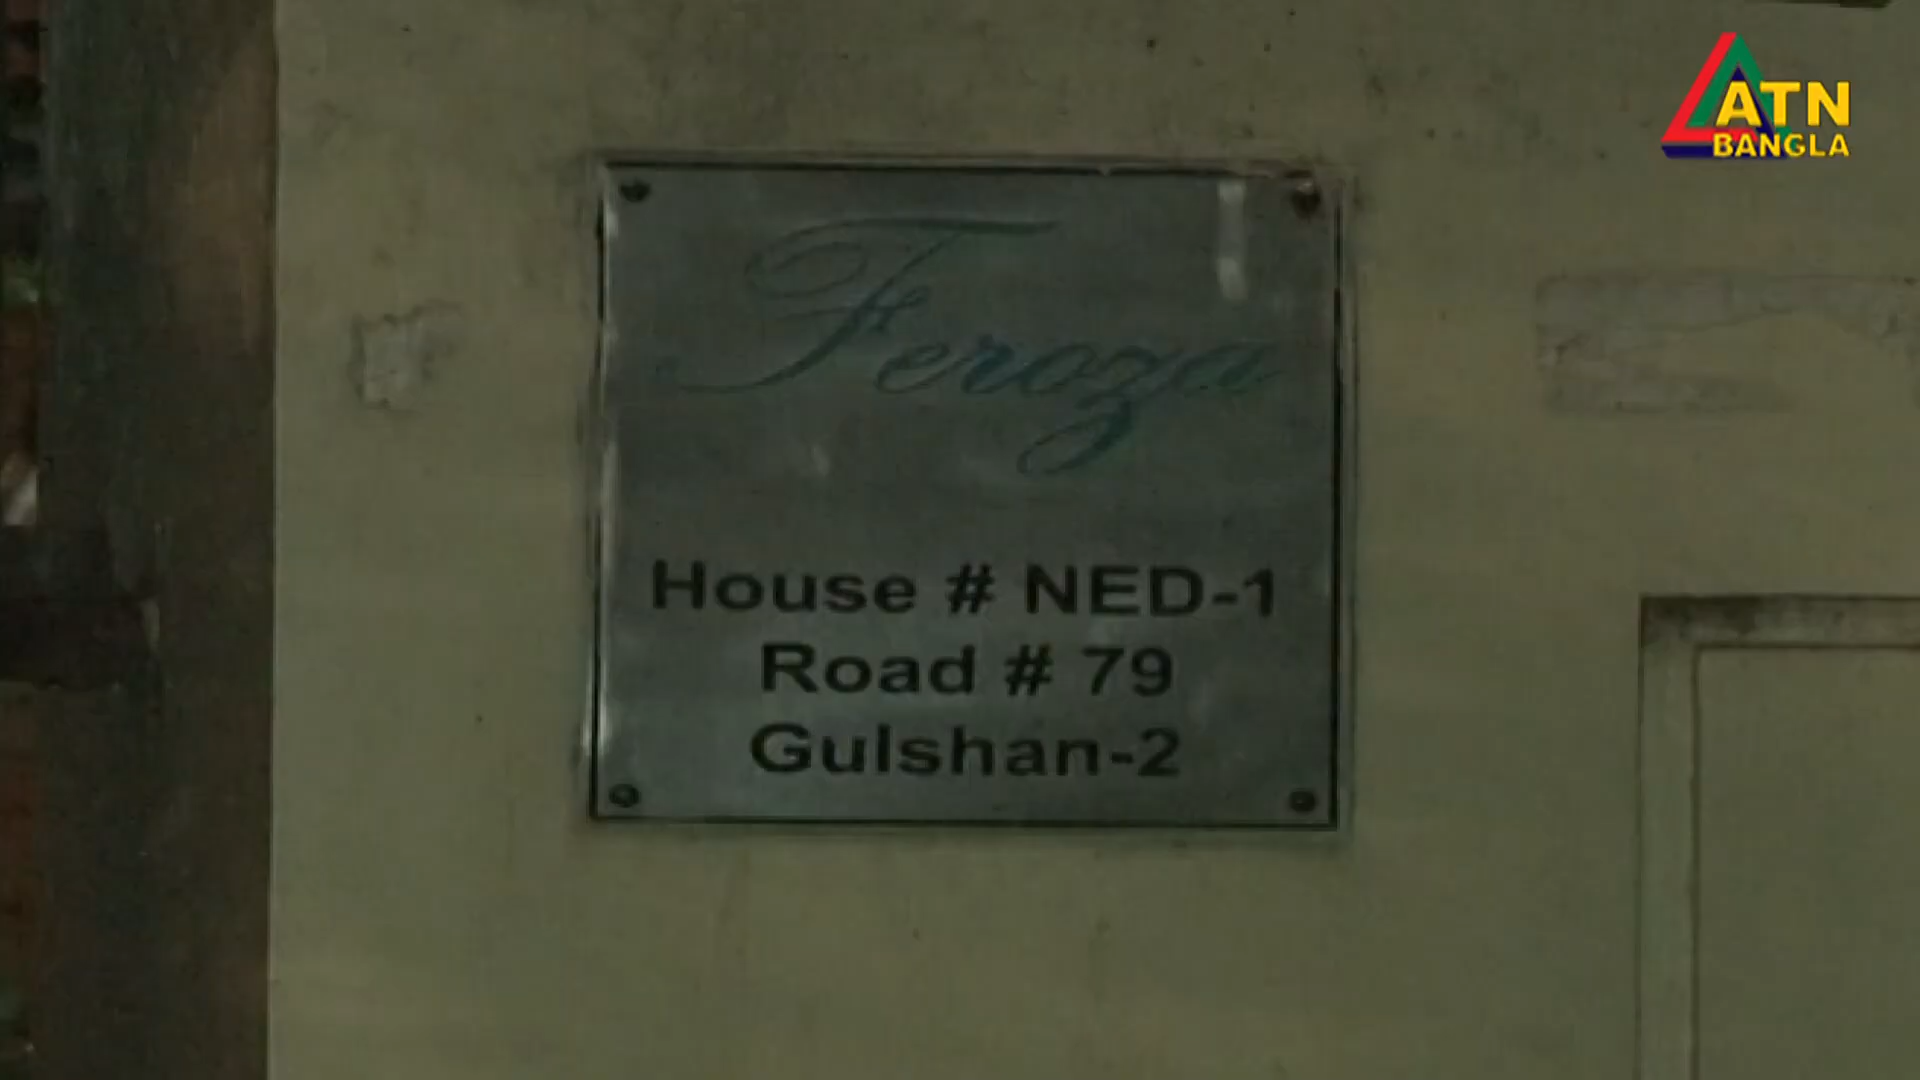 ATN
BANGLA
Feroza
House # NED-1
Road # 79
Gulshan-2